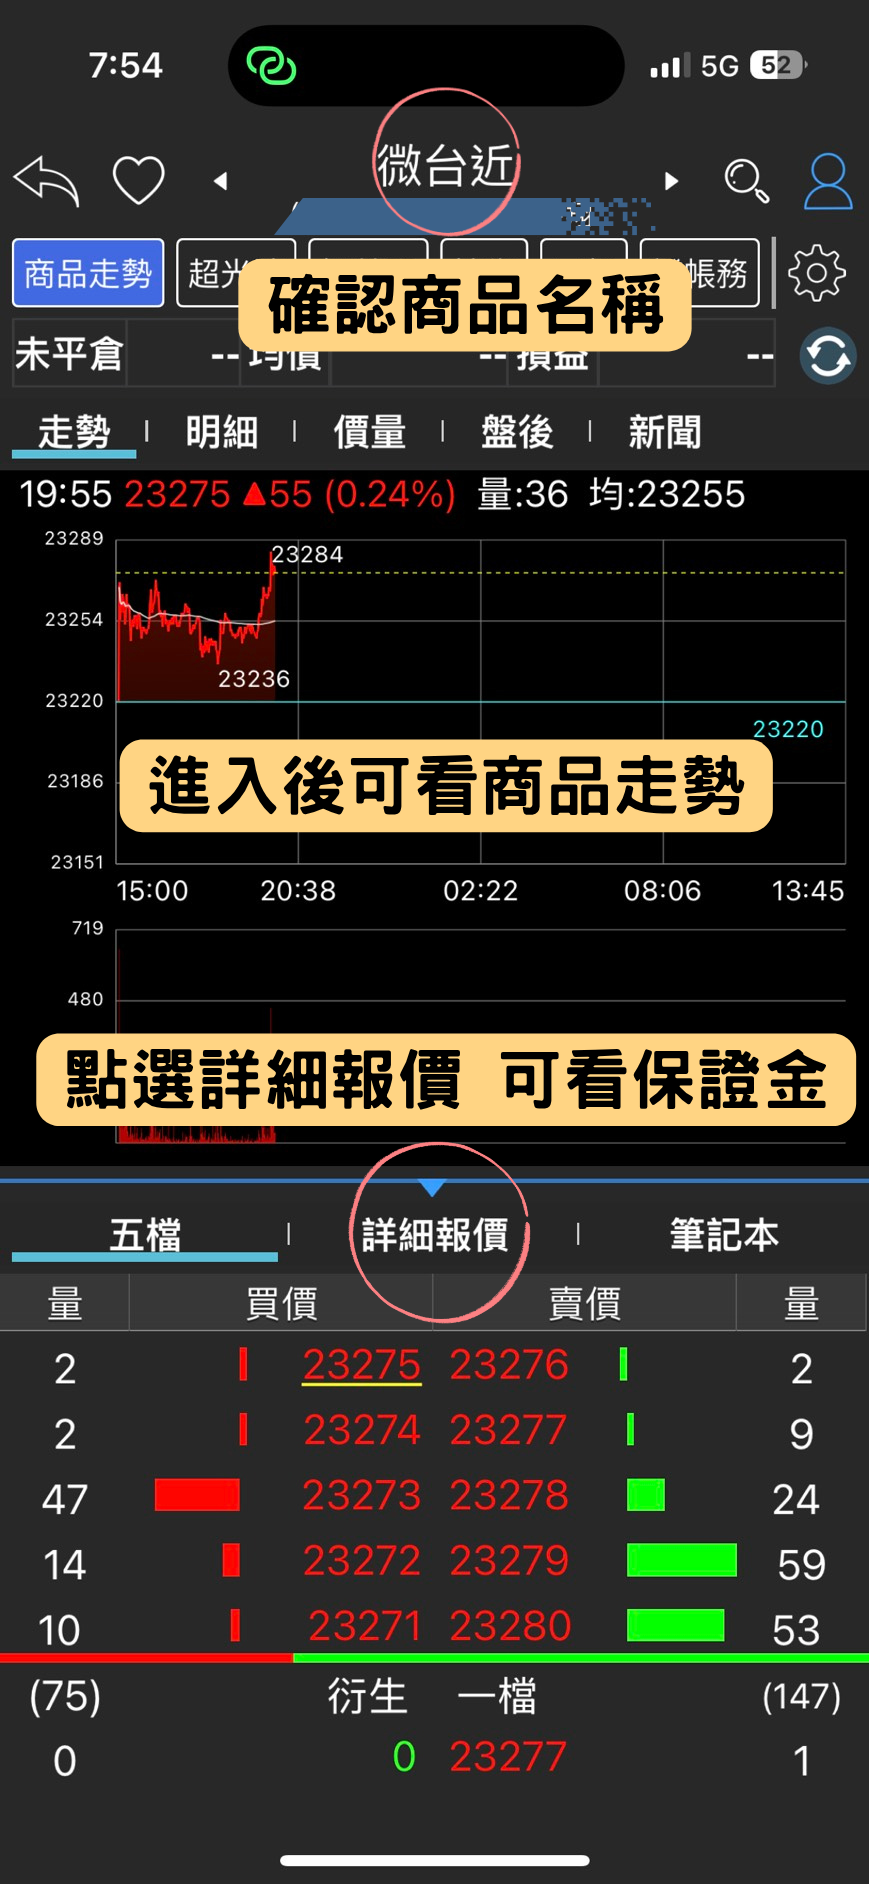 7:54
5G 52
微台近
商品走勢 超光 帳務
確認商品名稱
未平倉 -- 均價 -- 損益 --
走勢 明細 價量 盤後 新聞
19:55 23275 ▲55 (0.24%) 量:36 均:23255
23289
23284
23254
23236
23220
23220
進入後可看商品走勢
23186
23151
15:00 20:38 02:22 08:06 13:45
719
480
點選詳細報價 可看保證金
五檔 詳細報價 筆記本
量 買價 賣價 量
2 23275 23276 2
2 23274 23277 9
47 23273 23278 24
14 23272 23279 59
10 23271 23280 53
(75) 衍生 一檔 (147)
0 0 23277 1